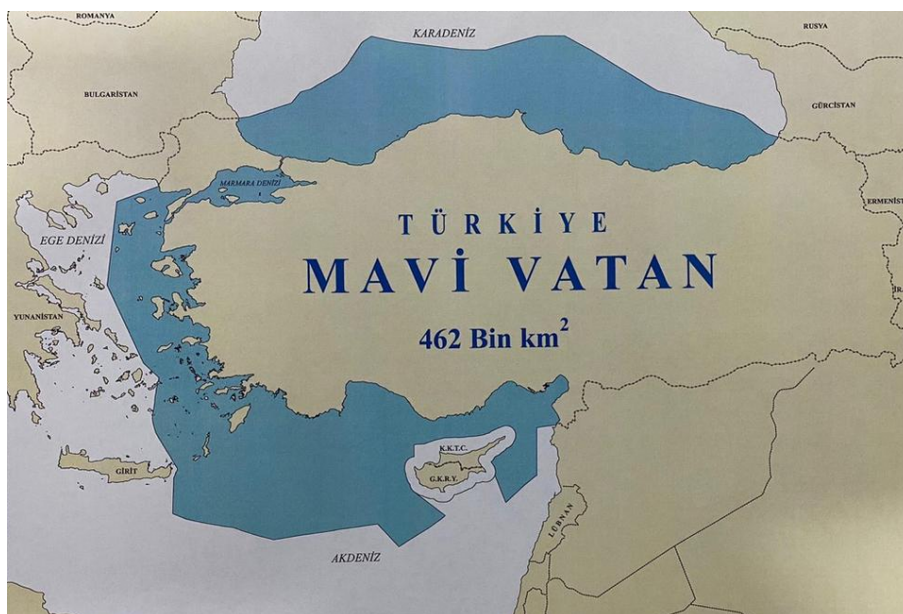 ROMANYA
KARADENİZ
RUSYA
BULGARİSTAN
GÜRCİSTAN
MARMARA DENİZİ
ERMENİST
EGE DENİZİ
TÜRKİYE
MAVİ VATAN
462 Bin km²
İR
YUNANİSTAN
K.K.T.C.
G.K.R.Y.
GİRİT
LÜBNAN
AKDENİZ